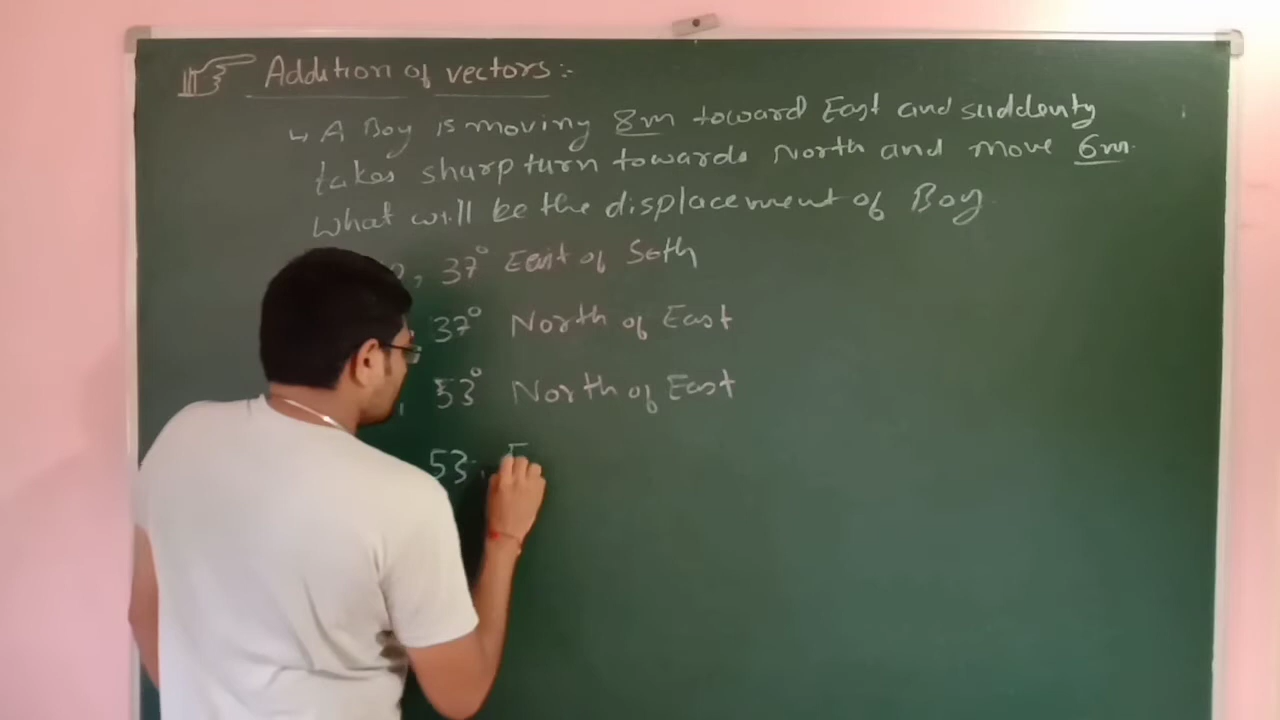 Addition of vectors:-
↳ A Boy is moving 8m toward East and suddenty
takes sharp turn towards North and move 6m.
What will be the displacement of Boy.
, 37° East of Soth
37° North of East
, 53° North of East
53°, E